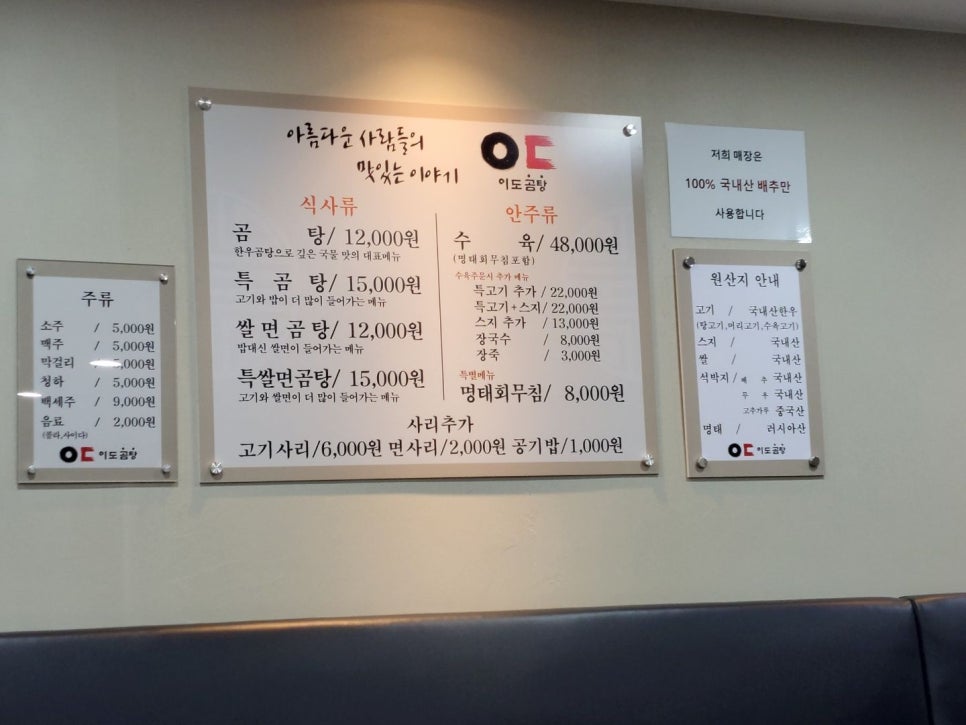 주류
소주 / 5,000원
맥주 / 5,000원
막걸리 / 5,000원
청하 / 5,000원
백세주 / 9,000원
음료 / 2,000원
(콜라,사이다)
이도곰탕
아름다운 사람들의
맛있는 이야기
이도곰탕
식사류
곰 탕/ 12,000원
한우곰탕으로 깊은 국물 맛의 대표메뉴
특 곰 탕/ 15,000원
고기와 밥이 더 많이 들어가는 메뉴
쌀면곰탕/ 12,000원
밥대신 쌀면이 들어가는 메뉴
특쌀면곰탕/ 15,000원
고기와 쌀면이 더 많이 들어가는 메뉴
안주류
수 육/ 48,000원
(명태회무침포함)
수육주문시 추가 메뉴
특고기 추가 / 22,000원
특고기+스지/ 22,000원
스지 추가 / 13,000원
장국수 / 8,000원
장죽 / 3,000원
특별메뉴
명태회무침/ 8,000원
사리추가
고기사리/6,000원 면사리/2,000원 공기밥/1,000원
저희 매장은
100% 국내산 배추만
사용합니다
원산지 안내
고기 / 국내산한우
(탕고기,머리고기,수육고기)
스지 / 국내산
쌀 / 국내산
석박지/ 배 추 국내산
무 우 국내산
고추가루 중국산
명태 / 러시아산
이도곰탕